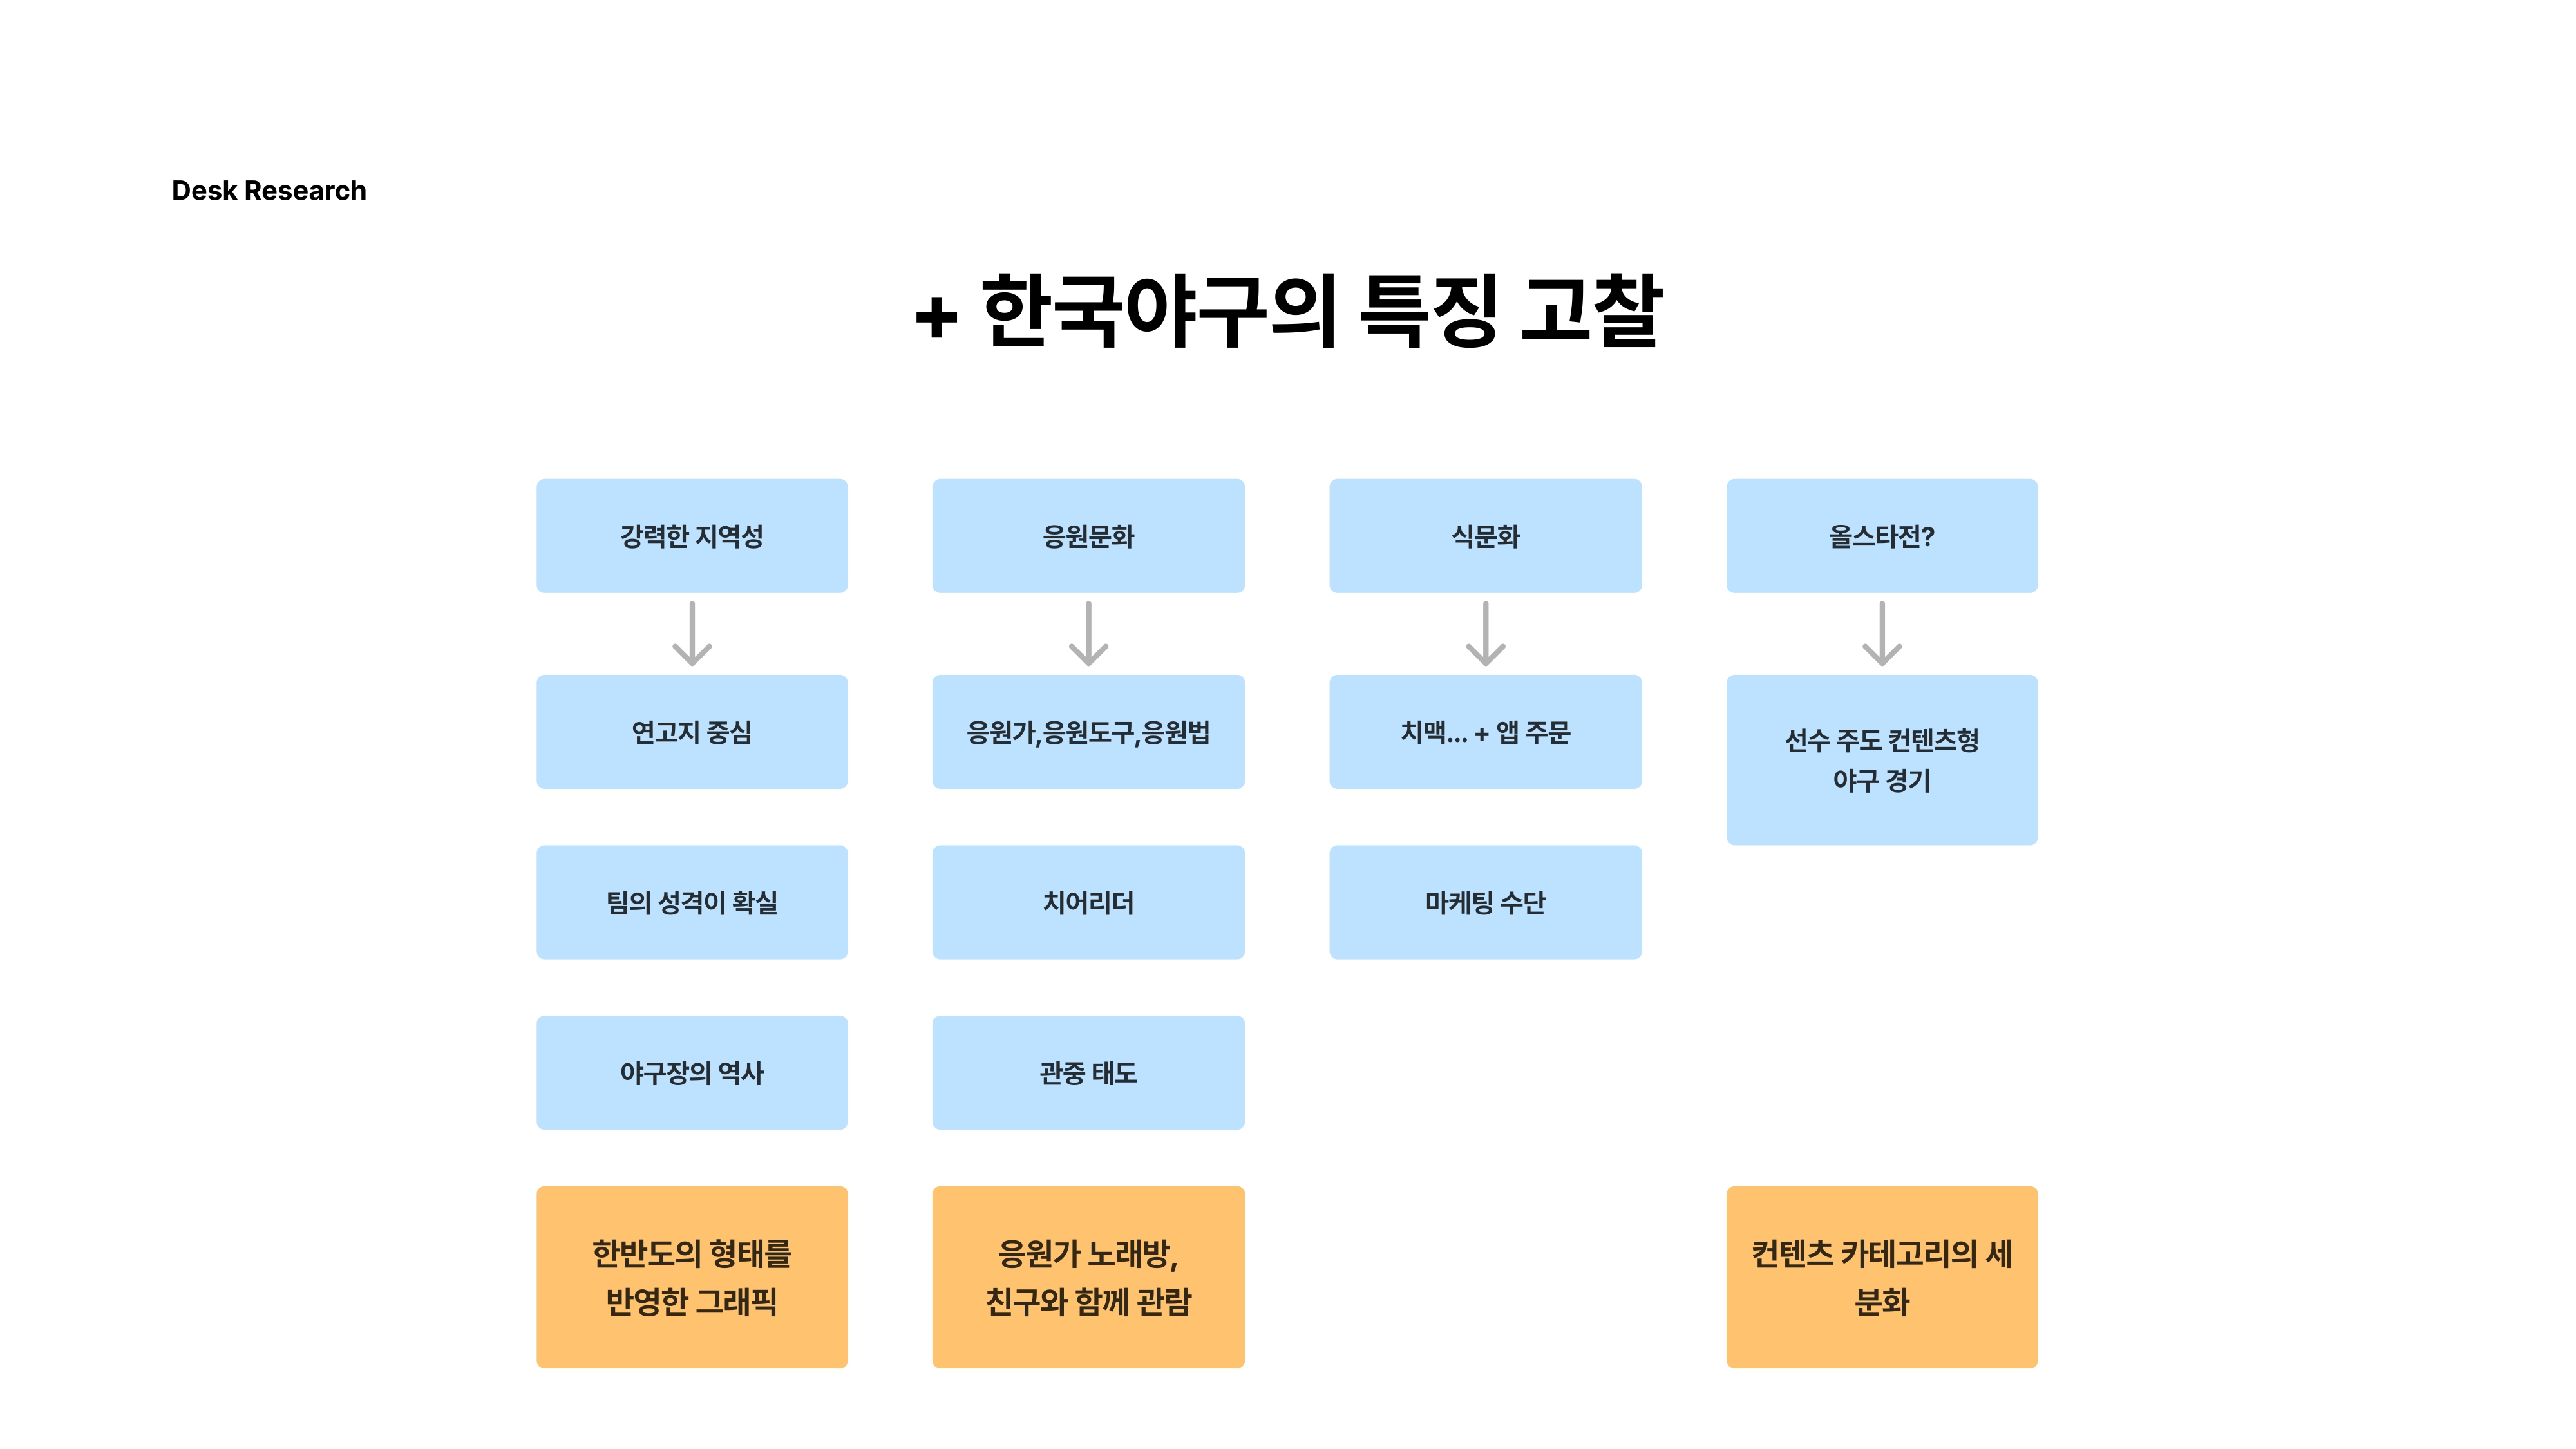 Desk Research
+ 한국야구의 특징 고찰
강력한 지역성
응원문화
식문화
올스타전?
연고지 중심
응원가,응원도구,응원법
치맥... + 앱 주문
선수 주도 컨텐츠형
야구 경기
팀의 성격이 확실
치어리더
마케팅 수단
야구장의 역사
관중 태도
한반도의 형태를
반영한 그래픽
응원가 노래방,
친구와 함께 관람
컨텐츠 카테고리의 세
분화